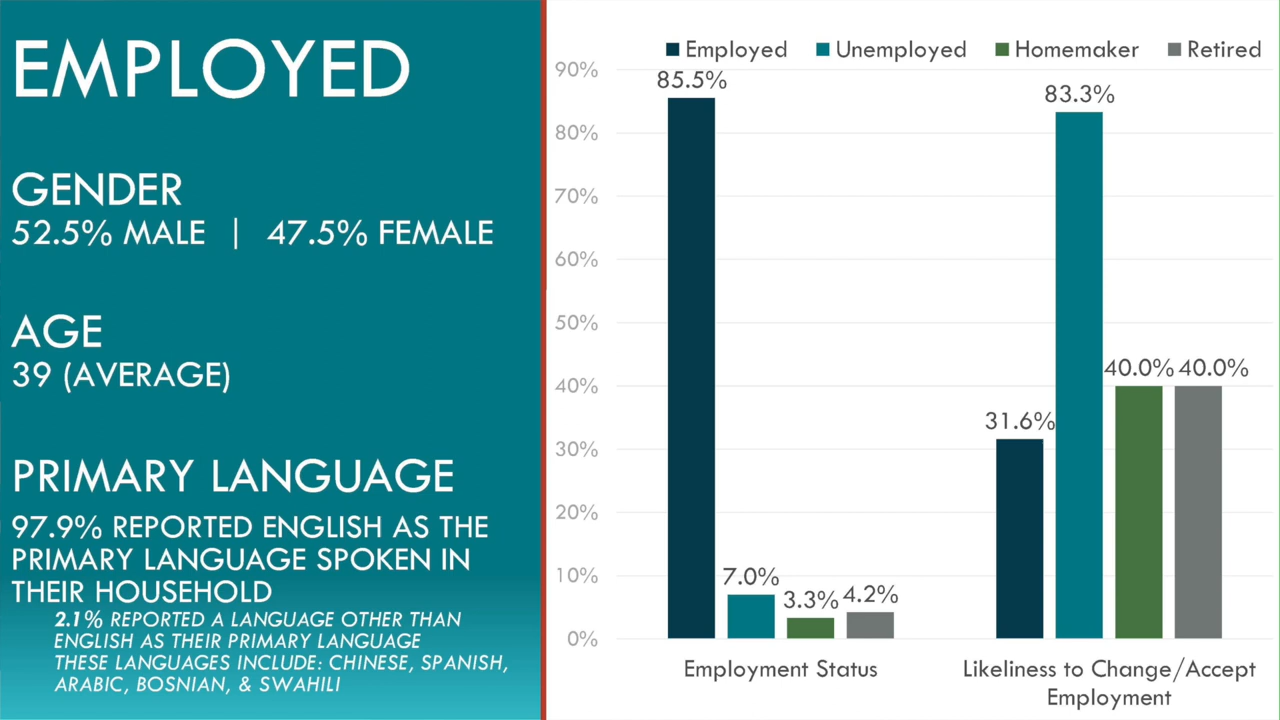 EMPLOYED
GENDER
52.5% MALE | 47.5% FEMALE
AGE
39 (AVERAGE)
PRIMARY LANGUAGE
97.9% REPORTED ENGLISH AS THE
PRIMARY LANGUAGE SPOKEN IN
THEIR HOUSEHOLD
2.1% REPORTED A LANGUAGE OTHER THAN
ENGLISH AS THEIR PRIMARY LANGUAGE
THESE LANGUAGES INCLUDE: CHINESE, SPANISH,
ARABIC, BOSNIAN, & SWAHILI
Employed Unemployed Homemaker Retired
90%
80%
70%
60%
50%
40%
30%
20%
10%
0%
85.5%
7.0%
3.3%
4.2%
31.6%
83.3%
40.0%
40.0%
Employment Status
Likeliness to Change/Accept
Employment